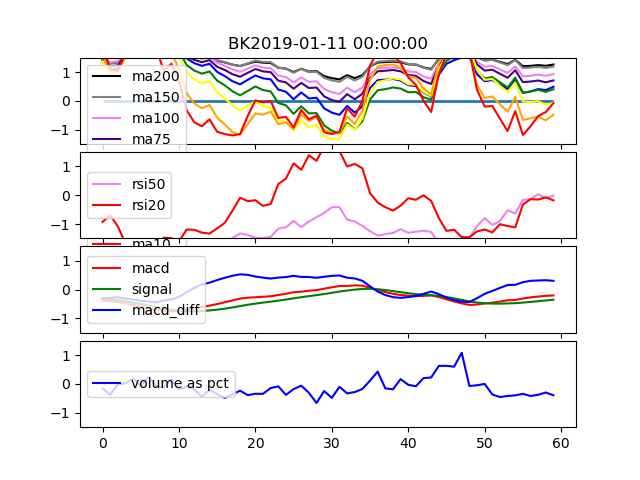 BK2019-01-11 00:00:00
1
0
−1
ma200
ma150
ma100
ma75
ma10
1
0
−1
rsi50
rsi20
1
0
−1
macd
signal
macd_diff
1
0
−1
volume as pct
0 10 20 30 40 50 60